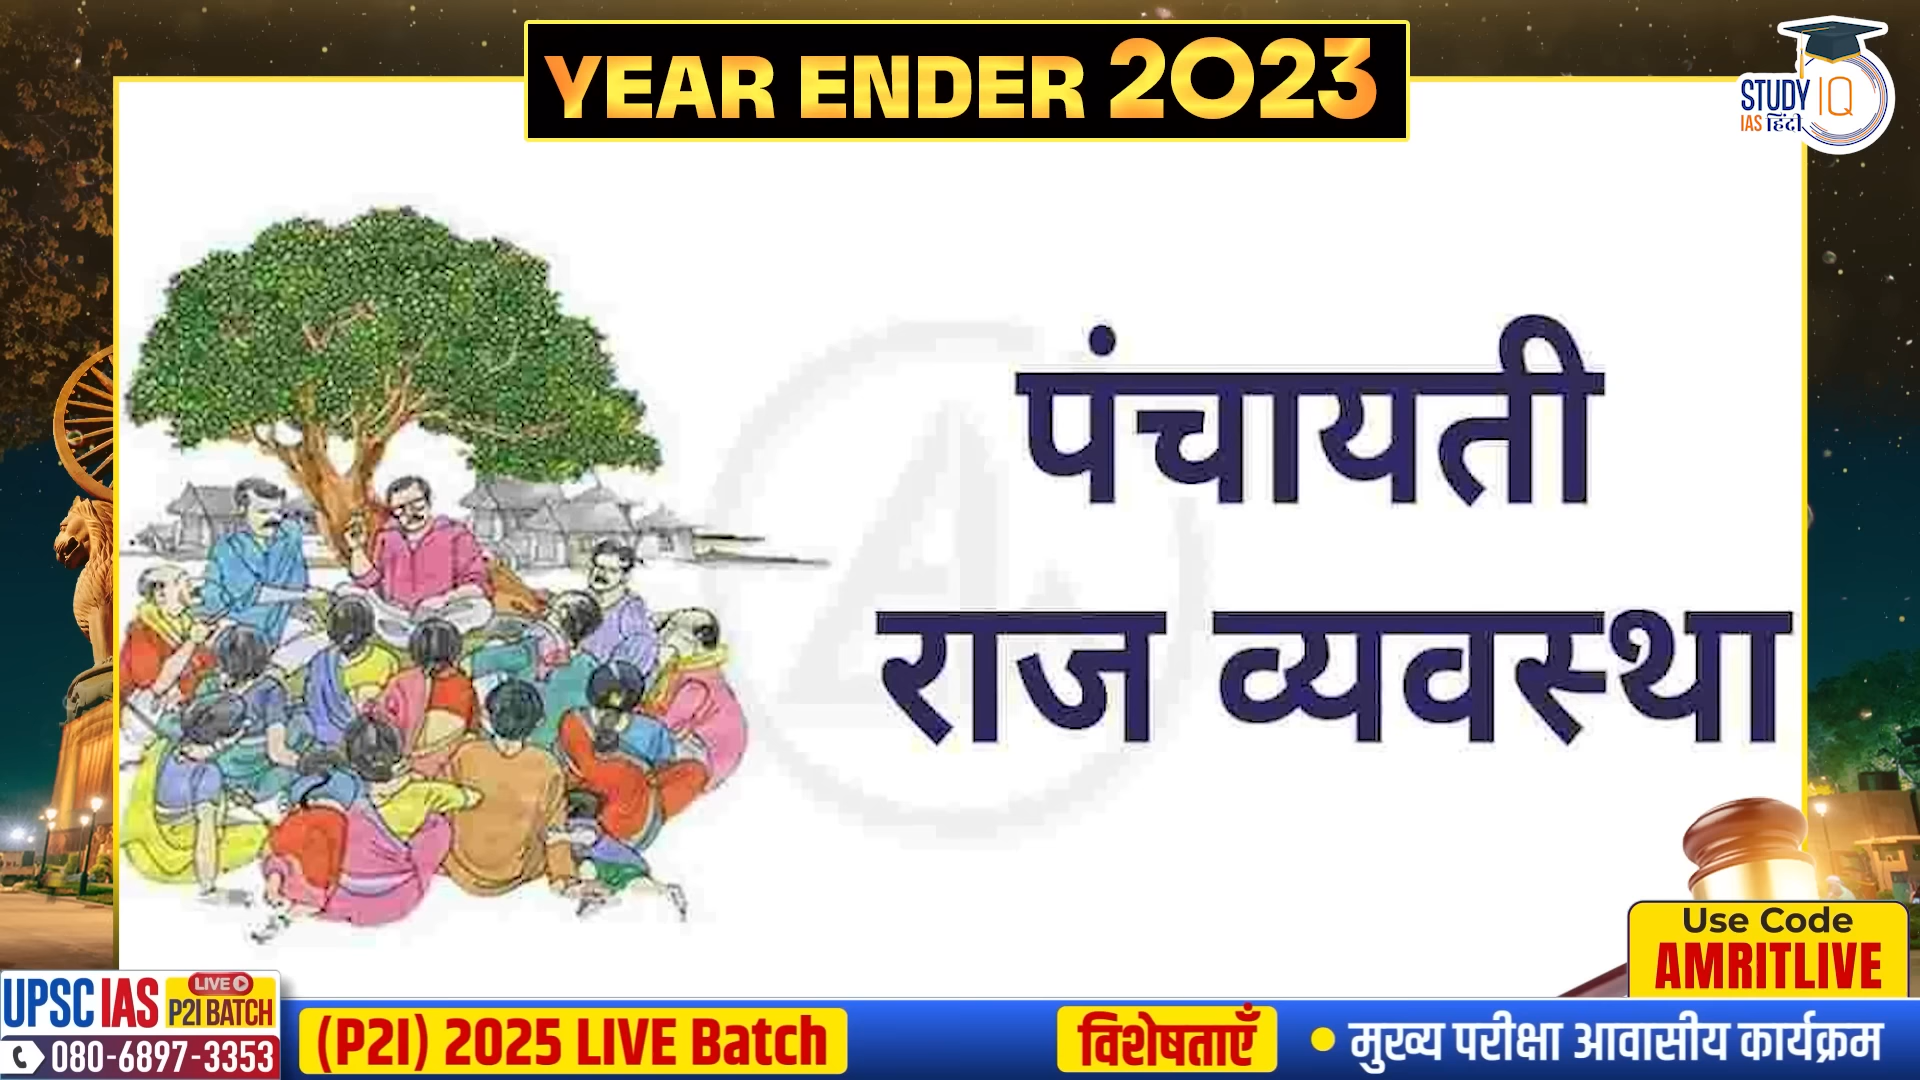 YEAR ENDER 2023
STUDY IQ
IAS हिंदी
पंचायती
राज व्यवस्था
Use Code
AMRITLIVE
UPSC IAS
LIVE
P2I BATCH
080-6897-3353
(P2I) 2025 LIVE Batch
विशेषताएँ
• मुख्य परीक्षा आवासीय कार्यक्रम